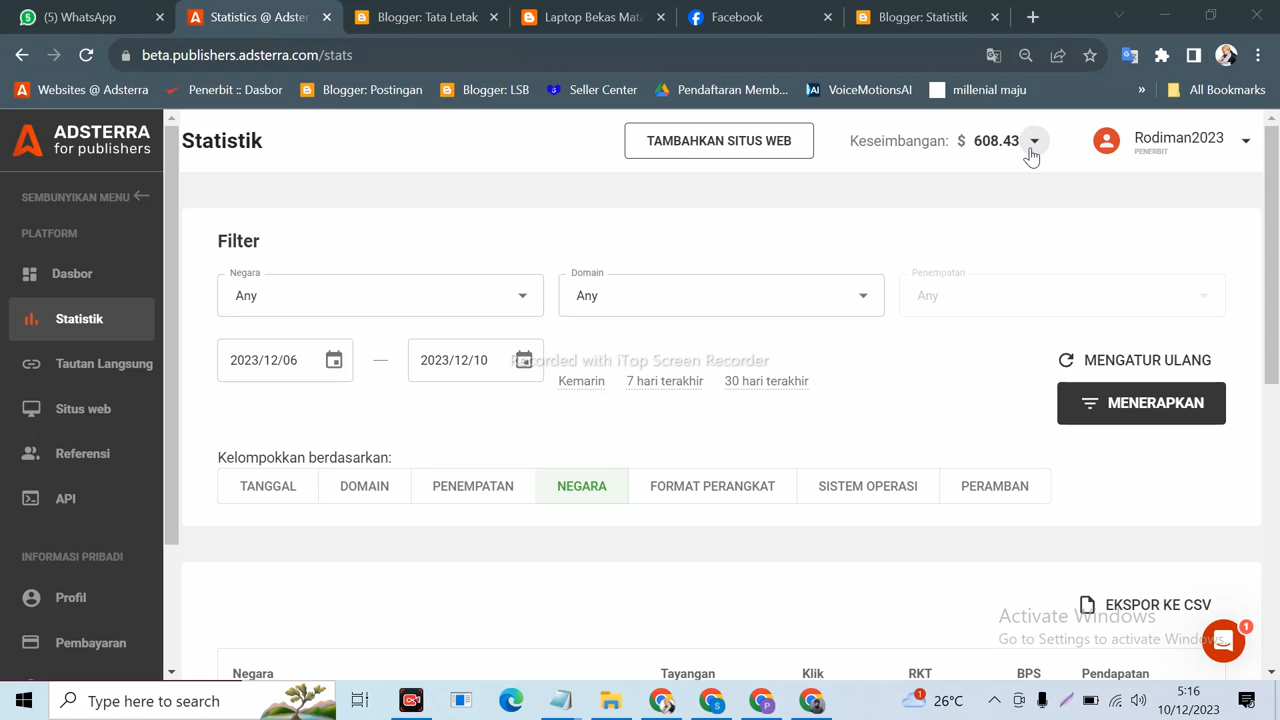 (5) WhatsApp
Statistics @ Adster
Blogger: Tata Letak
Laptop Bekas Mat
Facebook
Blogger: Statistik
beta.publishers.adsterra.com/stats
Websites @ Adsterra
Penerbit :: Dasbor
Blogger: Postingan
Blogger: LSB
Seller Center
Pendaftaran Memb...
VoiceMotionsAI
millenial maju
»
All Bookmarks
ADSTERRA
for publishers
Statistik
TAMBAHKAN SITUS WEB
Keseimbangan: $ 608.43
Rodiman2023
PENERBIT
SEMBUNYIKAN MENU
PLATFORM
Dasbor
Statistik
Tautan Langsung
Situs web
Referensi
API
INFORMASI PRIBADI
Profil
Pembayaran
Filter
Negara
Any
Domain
Any
Penempatan
Any
2023/12/06
—
2023/12/10
Recorded with iTop Screen Recorder
Kemarin
7 hari terakhir
30 hari terakhir
MENGATUR ULANG
MENERAPKAN
Kelompokkan berdasarkan:
TANGGAL
DOMAIN
PENEMPATAN
NEGARA
FORMAT PERANGKAT
SISTEM OPERASI
PERAMBAN
EKSPOR KE CSV
Activate Windows
Go to Settings to activate Windows.
1
Negara
Tayangan
Klik
RKT
BPS
Pendapatan
Type here to search
1
26°C
5:16
10/12/2023